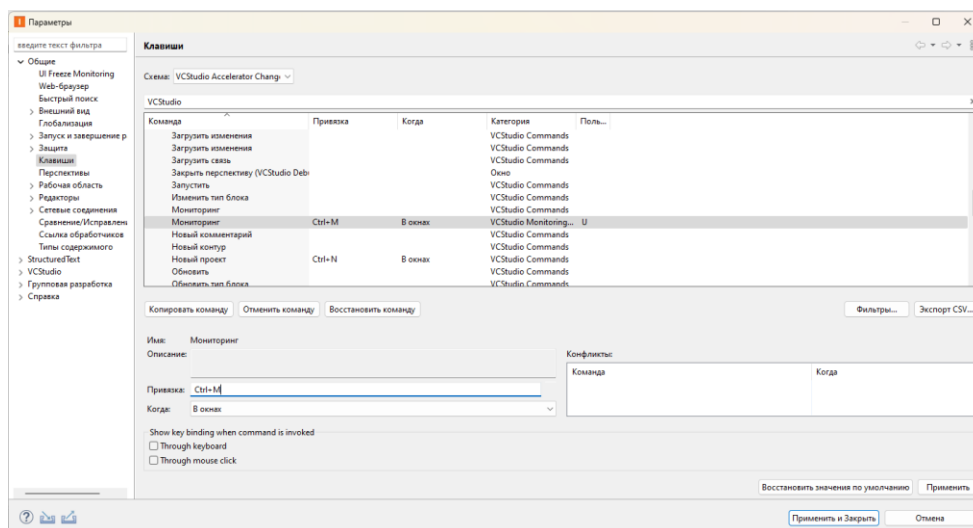 Параметры
введите текст фильтра
Общие
UI Freeze Monitoring
Web-браузер
Быстрый поиск
Внешний вид
Глобализация
Запуск и завершение р
Защита
Клавиши
Перспективы
Рабочая область
Редакторы
Сетевые соединения
Сравнение/Исправлен
Ссылка обработчиков
Типы содержимого
StructuredText
VCStudio
Групповая разработка
Справка
Клавиши
Схема: VCStudio Accelerator Chang
VCStudio
Команда Привязка Когда Категория Поль...
Загрузить изменения VCStudio Commands
Загрузить изменения VCStudio Commands
Загрузить связь VCStudio Commands
Закрыть перспективу (VCStudio Deb Окно
Запустить VCStudio Commands
Изменить тип блока VCStudio Commands
Мониторинг VCStudio Commands
Мониторинг Ctrl+M В окнах VCStudio Monitoring... U
Новый комментарий VCStudio Commands
Новый контур VCStudio Commands
Новый проект Ctrl+N В окнах VCStudio Commands
Обновить VCStudio Commands
Обновить тип блока VCStudio Commands
Копировать команду Отменить команду Восстановить команду Фильтры... Экспорт CSV...
Имя: Мониторинг
Описание:
Привязка: Ctrl+M
Когда: В окнах
Конфликты:
Команда Когда
Show key binding when command is invoked
Through keyboard
Through mouse click
Восстановить значения по умолчанию Применить
Применить и Закрыть Отмена